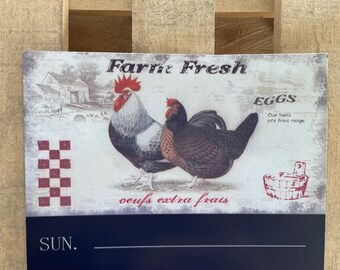 Farm Fresh
EGGS
Our hens
are free range
oeufs extra frais
SUN.